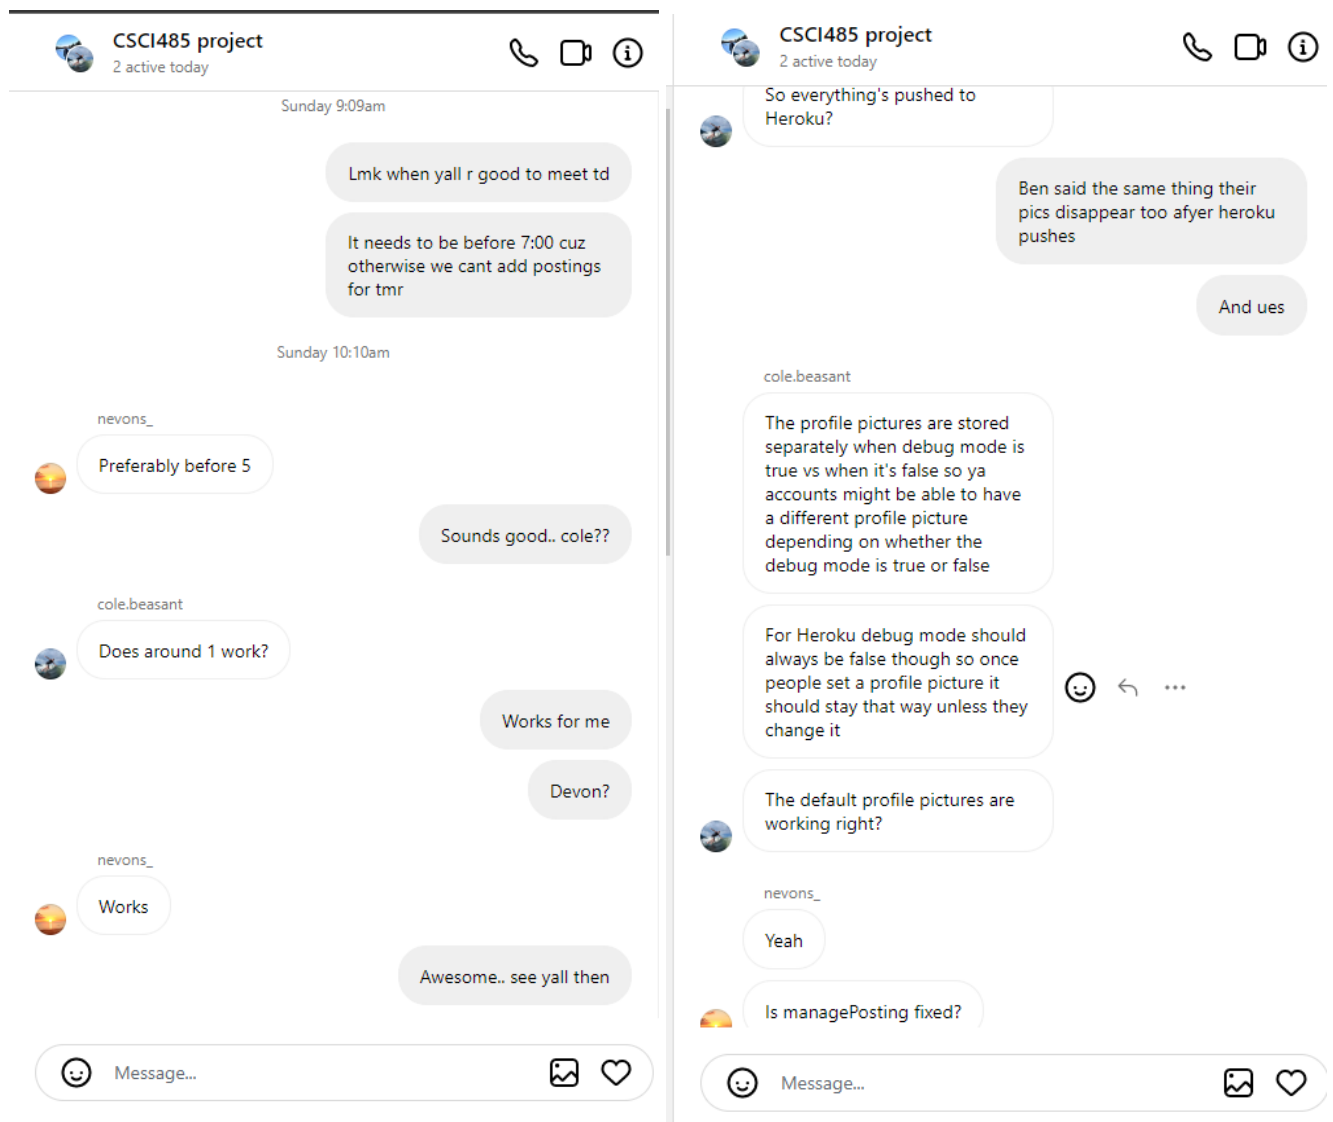 CSCI485 project
2 active today
Sunday 9:09am
Lmk when yall r good to meet td
It needs to be before 7:00 cuz
otherwise we cant add postings
for tmr
Sunday 10:10am
nevons_
Preferably before 5
Sounds good.. cole??
cole.beasant
Does around 1 work?
Works for me
Devon?
nevons_
Works
Awesome.. see yall then
Message...
CSCI485 project
2 active today
So everything's pushed to
Heroku?
Ben said the same thing their
pics disappear too afyer heroku
pushes
And ues
cole.beasant
The profile pictures are stored
separately when debug mode is
true vs when it's false so ya
accounts might be able to have
a different profile picture
depending on whether the
debug mode is true or false
For Heroku debug mode should
always be false though so once
people set a profile picture it
should stay that way unless they
change it
The default profile pictures are
working right?
nevons_
Yeah
Is managePosting fixed?
Message...